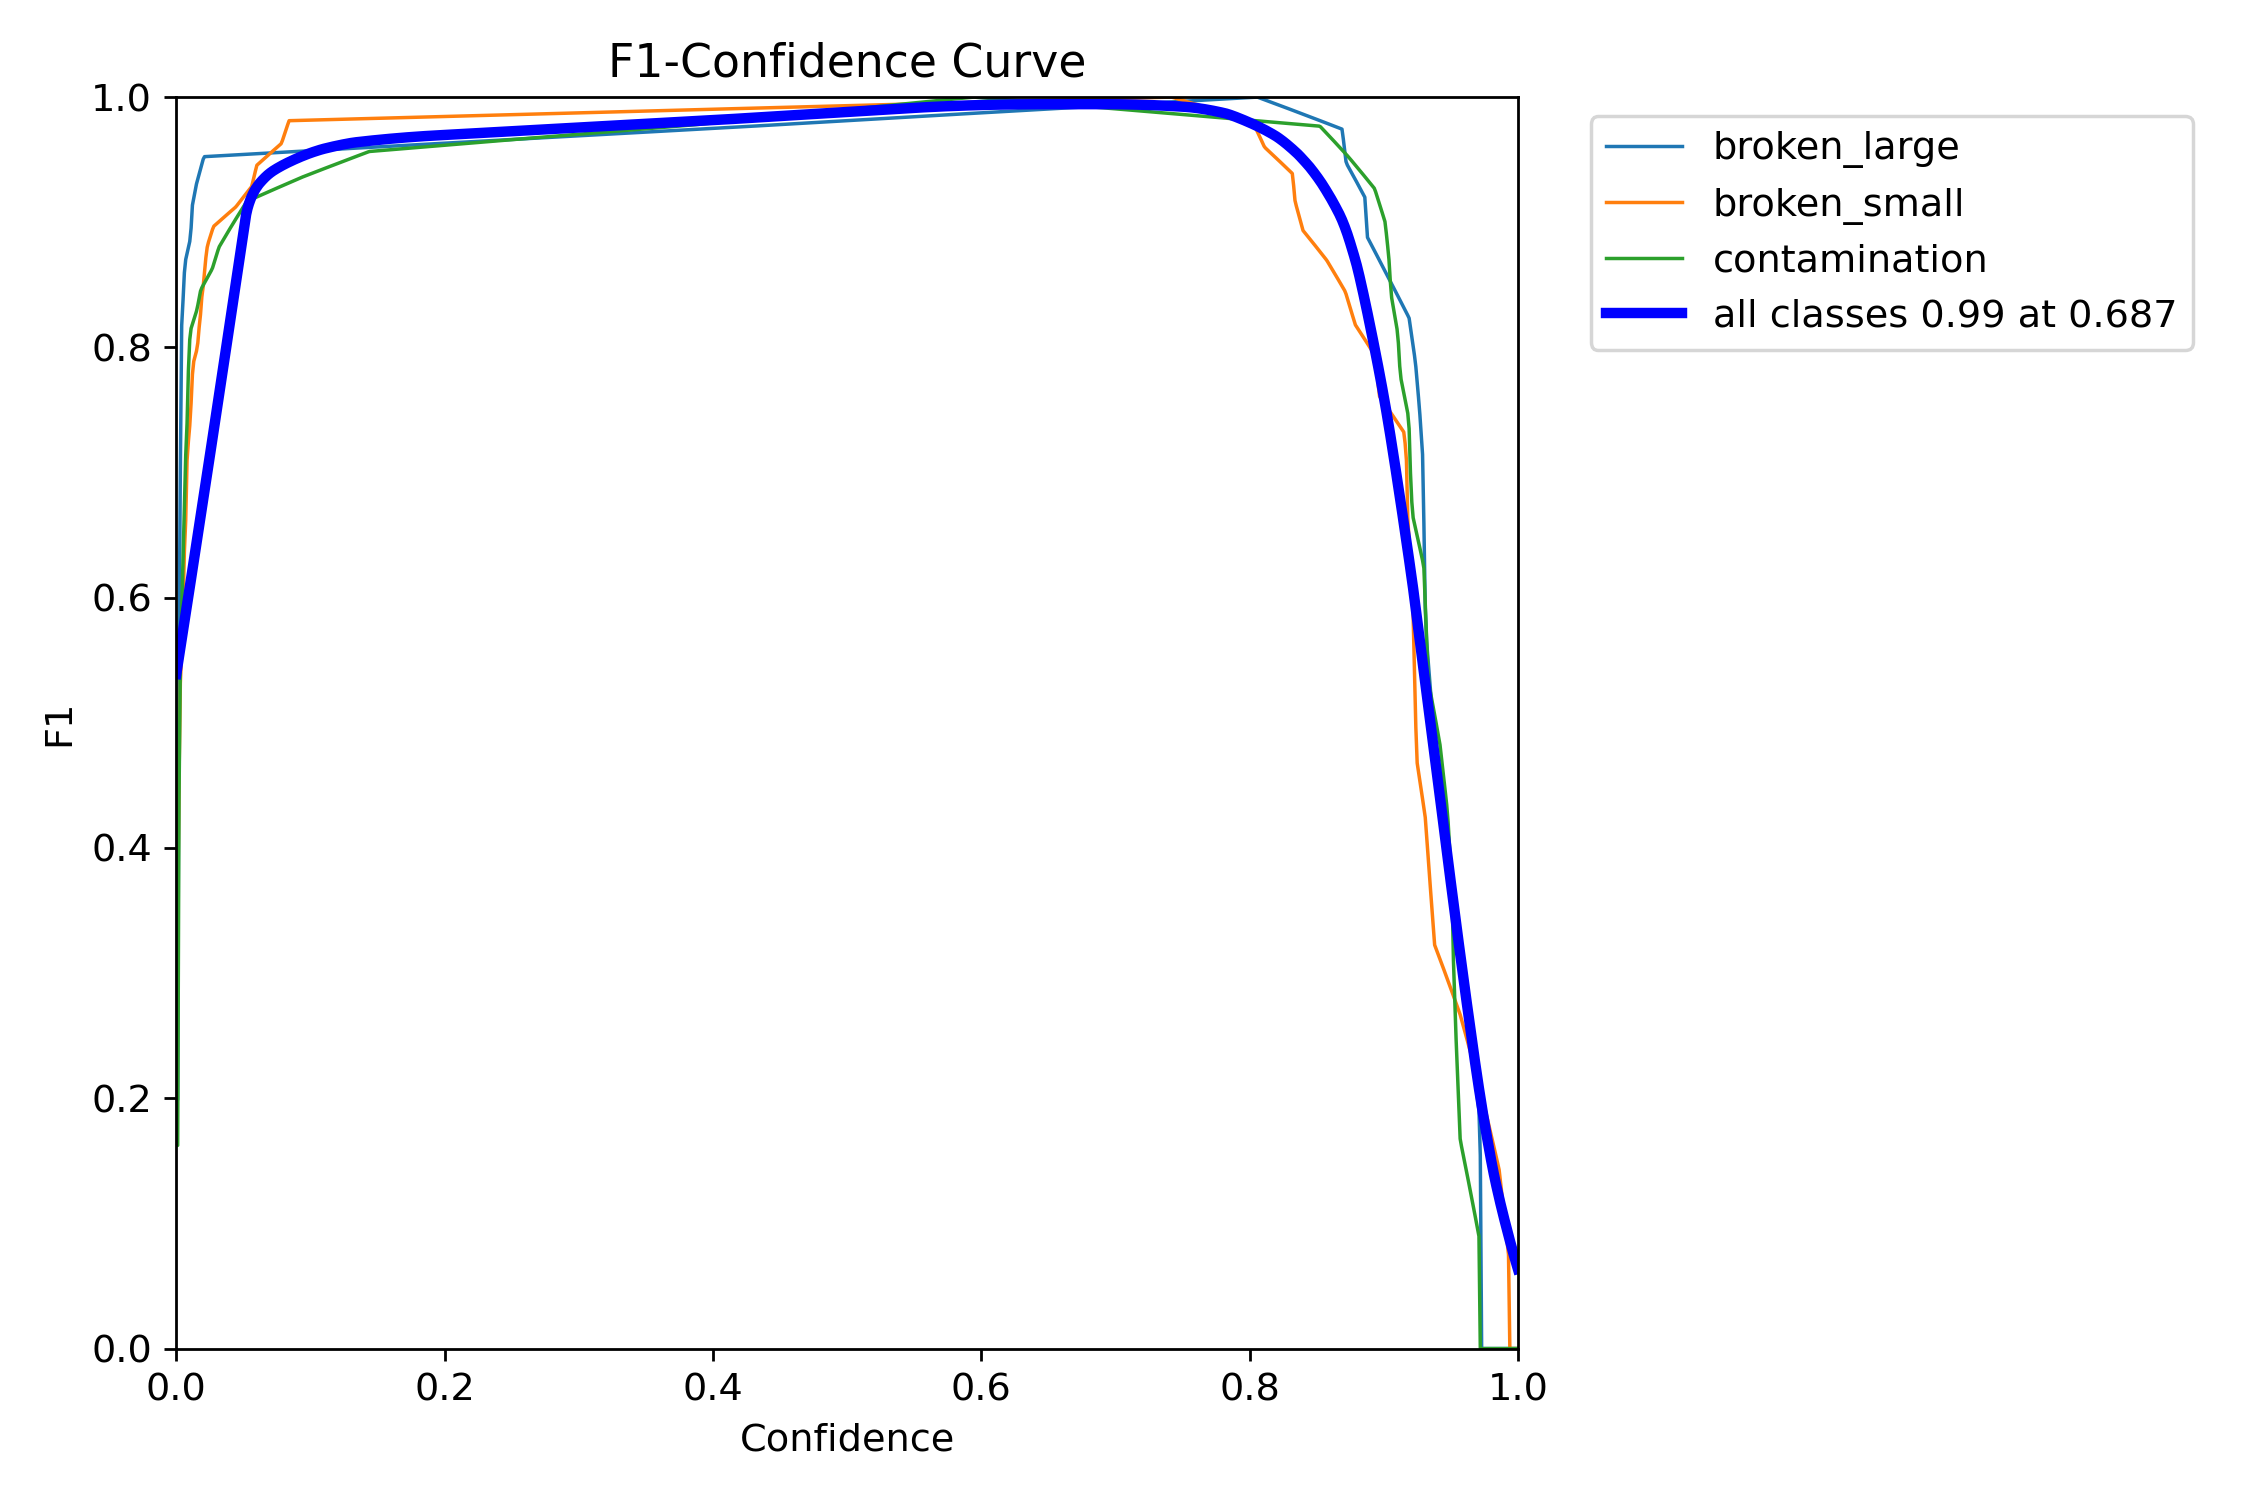 F1-Confidence Curve
1.0
0.8
0.6
0.4
0.2
0.0
F1
0.0 0.2 0.4 0.6 0.8 1.0
Confidence
broken_large
broken_small
contamination
all classes 0.99 at 0.687